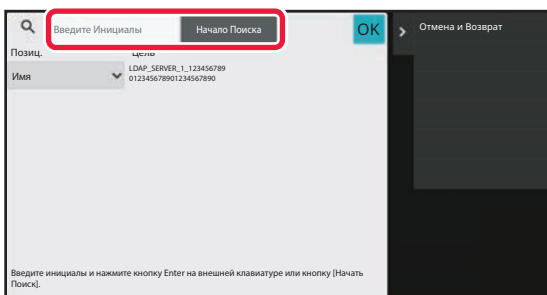 Введите Инициалы Начало Поиска OK Отмена и Возврат
Позиц. Цель
Имя LDAP_SERVER_1_123456789
012345678901234567890
Введите инициалы и нажмите кнопку Enter на внешней клавиатуре или кнопку [Начать
Поиск].